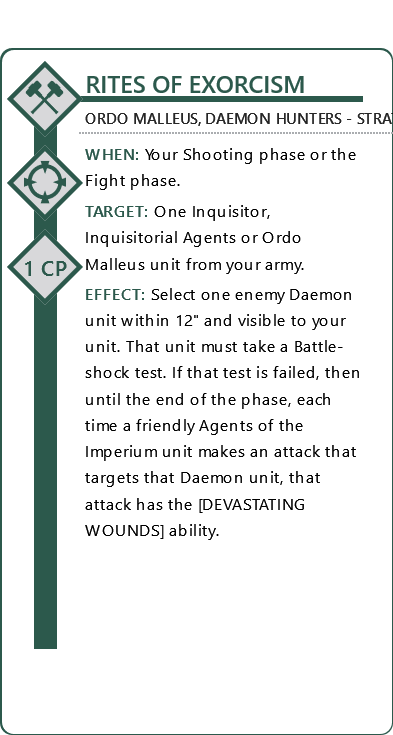 RITES OF EXORCISM
ORDO MALLEUS, DAEMON HUNTERS - STRA
WHEN: Your Shooting phase or the
Fight phase.
TARGET: One Inquisitor,
Inquisitorial Agents or Ordo
Malleus unit from your army.
1 CP
EFFECT: Select one enemy Daemon
unit within 12" and visible to your
unit. That unit must take a Battle-
shock test. If that test is failed, then
until the end of the phase, each
time a friendly Agents of the
Imperium unit makes an attack that
targets that Daemon unit, that
attack has the [DEVASTATING
WOUNDS] ability.